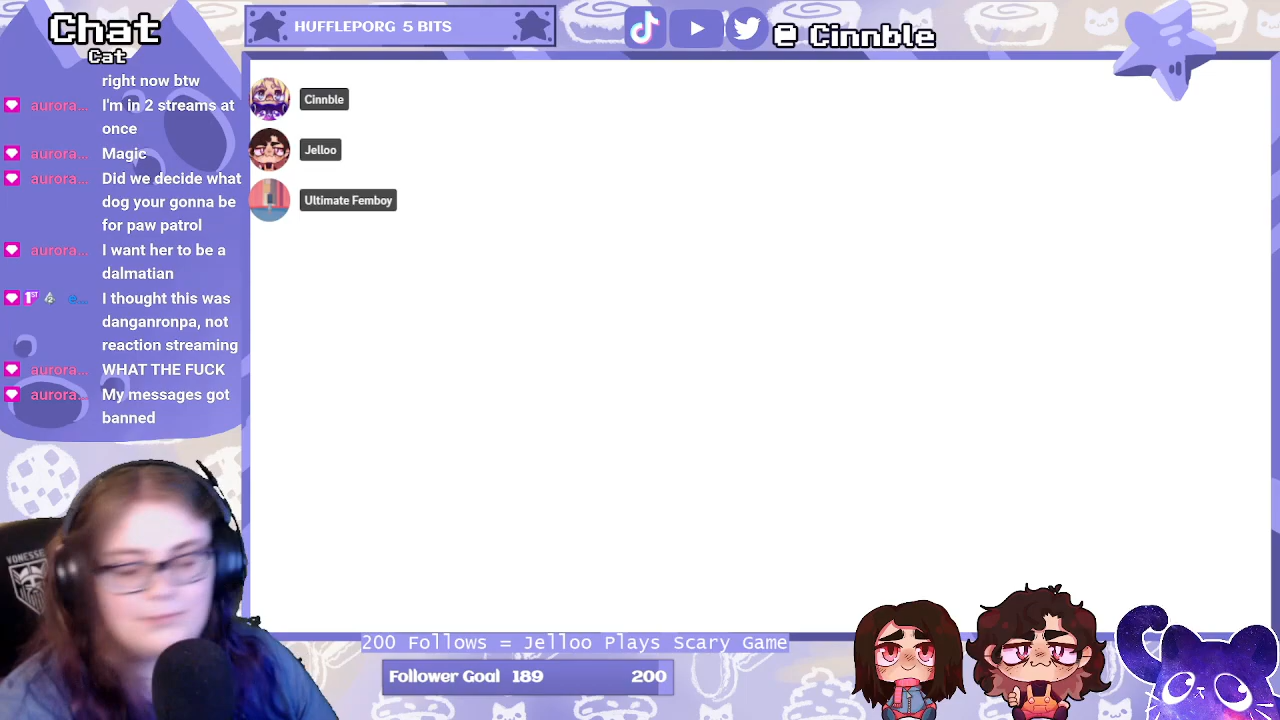 Chat
Cat
HUFFLEPORG 5 BITS
@ Cinnble
right now btw
aurora... I'm in 2 streams at
once
aurora... Magic
aurora... Did we decide what
dog your gonna be
for paw patrol
aurora... I want her to be a
dalmatian
1ST I thought this was
danganronpa, not
reaction streaming
aurora... WHAT THE FUCK
aurora... My messages got
banned
Cinnble
Jelloo
Ultimate Femboy
200 Follows = Jelloo Plays Scary Game
Follower Goal 189 200